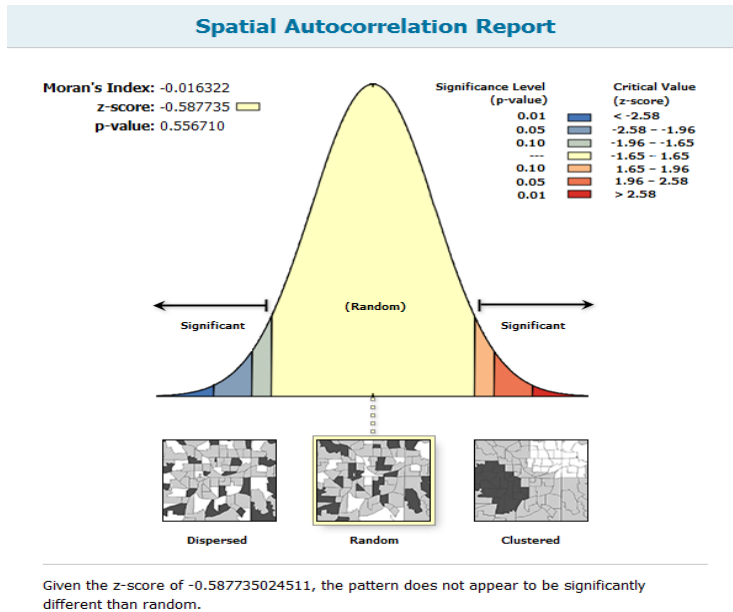 Spatial Autocorrelation Report
Moran's Index: -0.016322
z-score: -0.587735
p-value: 0.556710
Significance Level
(p-value)
Critical Value
(z-score)
0.01 < -2.58
0.05 -2.58 – -1.96
0.10 -1.96 – -1.65
--- -1.65 – 1.65
0.10 1.65 – 1.96
0.05 1.96 – 2.58
0.01 > 2.58
(Random)
Significant
Significant
Dispersed
Random
Clustered
Given the z-score of -0.587735024511, the pattern does not appear to be significantly
different than random.